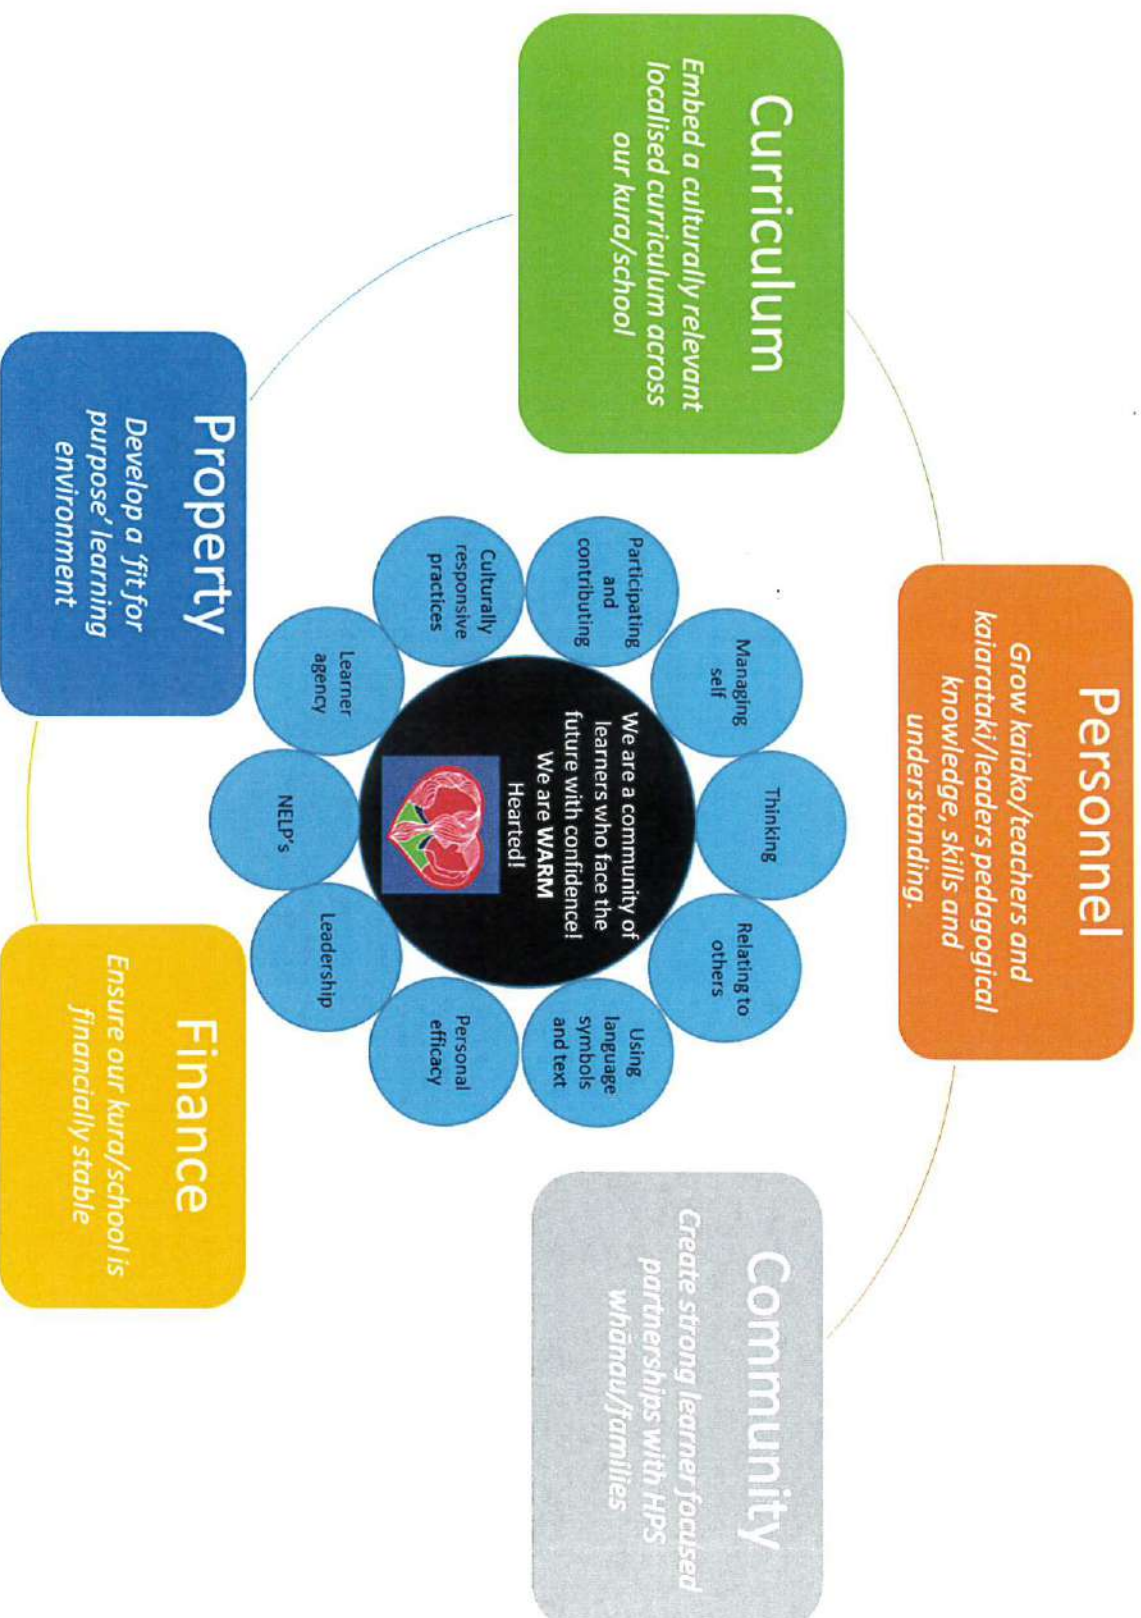 Personnel
Grow kaiako/teachers and
kaiarataki/leaders pedagogical
knowledge, skills and
understanding.
Curriculum
Embed a culturally relevant
localised curriculum across
our kura/school
Community
Create strong learner focused
partnerships with HPS
whānau/families
Property
Develop a ‘fit for
purpose’ learning
environment
Finance
Ensure our kura/school is
financially stable
We are a community of
learners who face the
future with confidence!
We are WARM
Hearted!
Thinking
Relating to
others
Using
language
symbols
and text
Personal
efficacy
Leadership
NELP's
Learner
agency
Culturally
responsive
practices
Participating
and
contributing
Managing
self